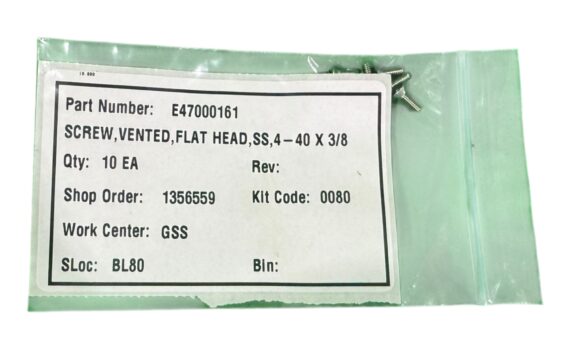 Part Number: E47000161
SCREW,VENTED,FLAT HEAD,SS,4-40 X 3/8
Qty: 10 EA Rev:
Shop Order: 1356559 Kit Code: 0080
Work Center: GSS
SLoc: BL80 Bin: